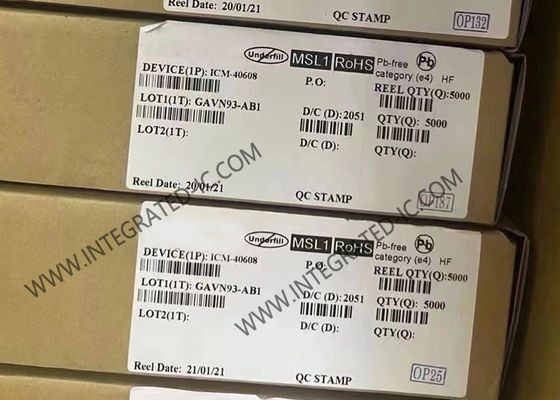 Reel Date: 20/01/21
QC STAMP
OP132
Underfill
MSL1 RoHS Pb-free category (e4) Pb HF
DEVICE(1P): ICM-40608
P.O:
REEL QTY(Q):5000
LOT1(1T): GAVN93-AB1
D/C (D): 2051
QTY(Q): 5000
LOT2(1T):
D/C (D):
QTY(Q):
Reel Date: 20/01/21
QC STAMP
OP187
Underfill
MSL1 RoHS Pb-free category (e4) Pb HF
DEVICE(1P): ICM-40608
P.O:
REEL QTY(Q):5000
LOT1(1T): GAVN93-AB1
D/C (D): 2051
QTY(Q): 5000
LOT2(1T):
D/C (D):
QTY(Q):
Reel Date: 21/01/21
QC STAMP
OP25
WWW.INTEGRATED-IC.COM
WWW.INTEGRATED-IC.COM